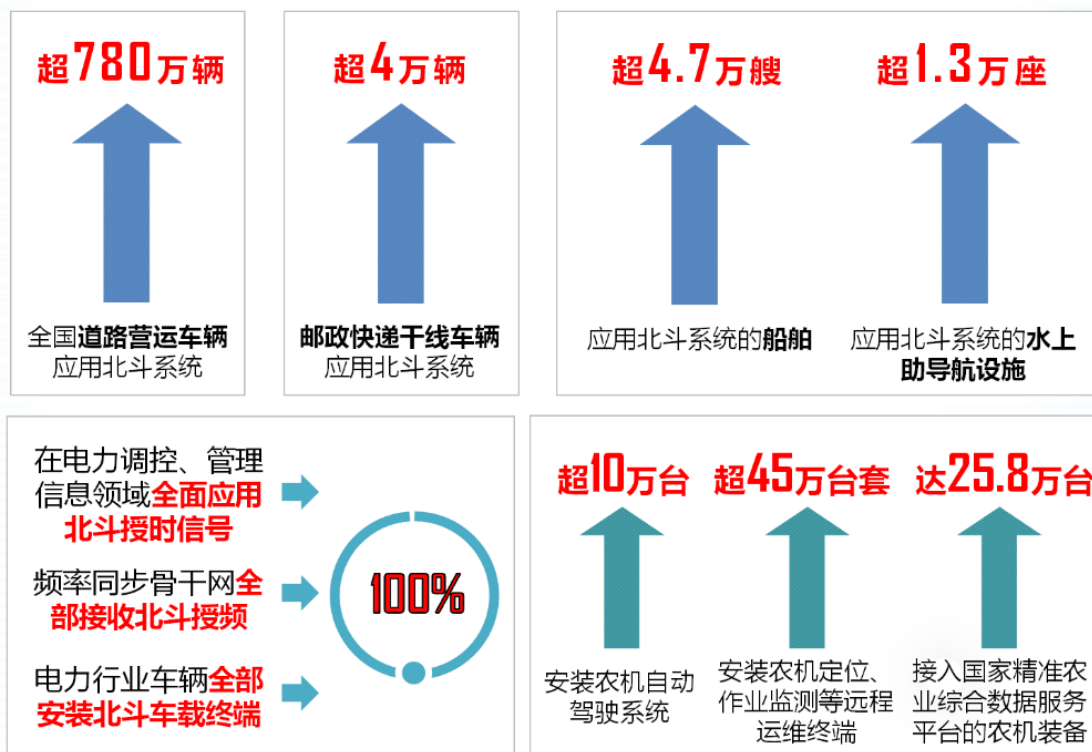 超780万辆
全国道路营运车辆
应用北斗系统
超4万辆
邮政快递干线车辆
应用北斗系统
超4.7万艘
应用北斗系统的船舶
超1.3万座
应用北斗系统的水上
助导航设施
在电力调控、管理
信息领域全面应用
北斗授时信号
频率同步骨干网全
部接收北斗授频
电力行业车辆全部
安装北斗车载终端
100%
超10万台
安装农机自动
驾驶系统
超45万台套
安装农机定位、
作业监测等远程
运维终端
达25.8万台
接入国家精准农
业综合数据服务
平台的农机装备